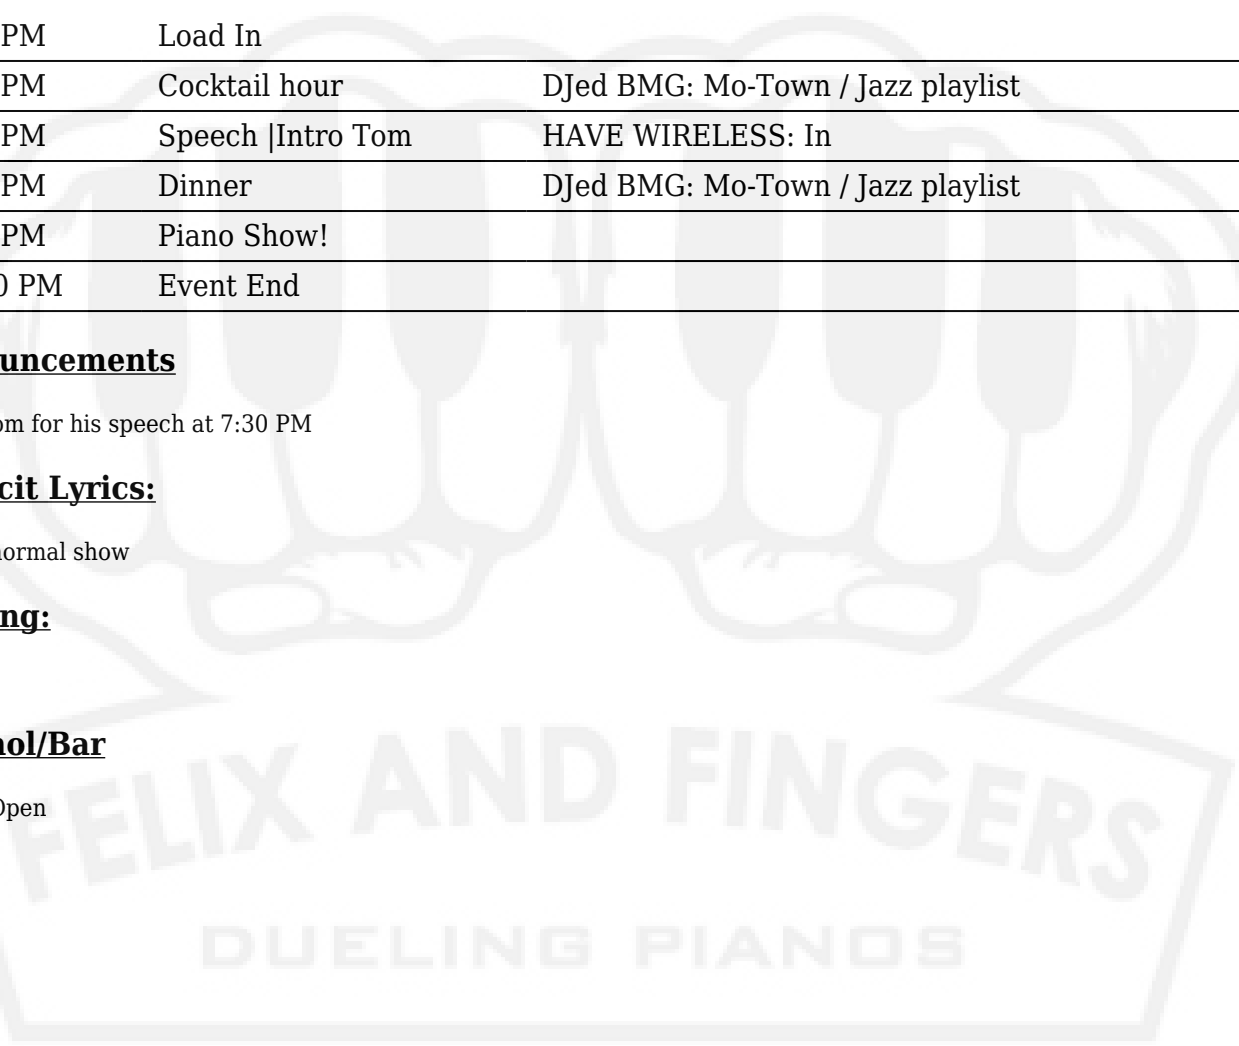 PM Load In
PM Cocktail hour DJed BMG: Mo-Town / Jazz playlist
PM Speech |Intro Tom HAVE WIRELESS: In
PM Dinner DJed BMG: Mo-Town / Jazz playlist
PM Piano Show!
0 PM Event End
uncements
om for his speech at 7:30 PM
cit Lyrics:
normal show
ng:
nol/Bar
Open
FELIX AND FINGERS
DUELING PIANOS